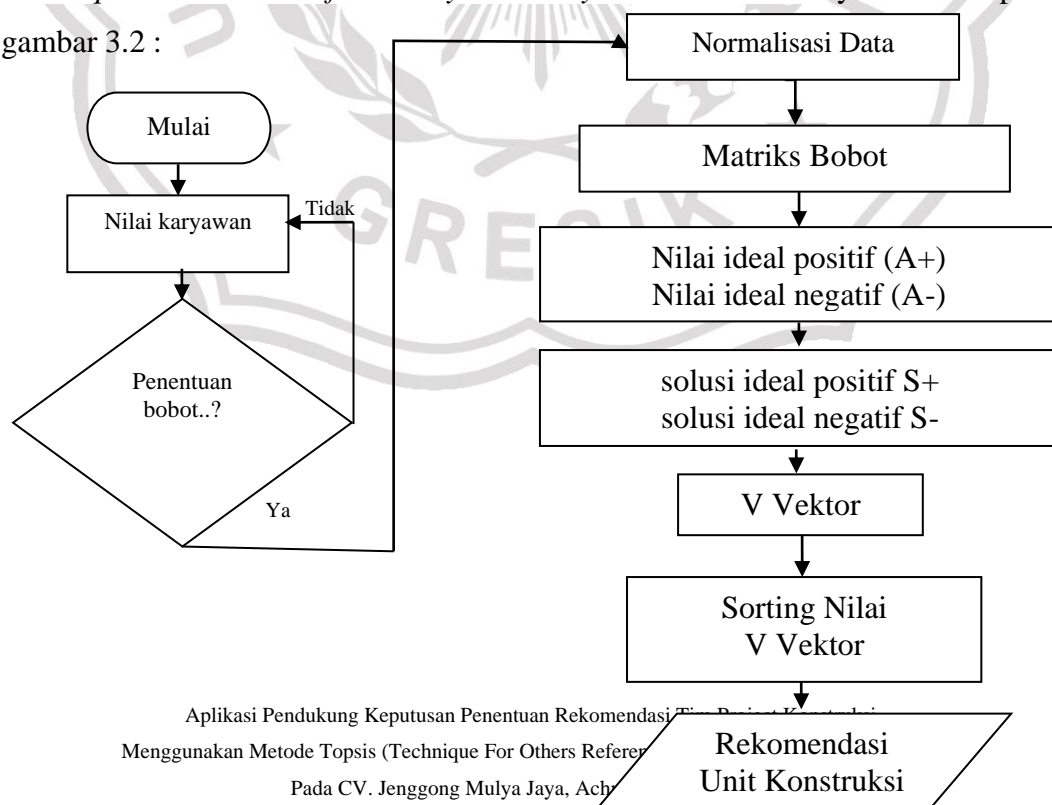 gambar 3.2 :
Mulai
Nilai karyawan
Tidak
Penentuan
bobot..?
Ya
Normalisasi Data
Matriks Bobot
Nilai ideal positif (A+)
Nilai ideal negatif (A-)
solusi ideal positif S+
solusi ideal negatif S-
V Vektor
Sorting Nilai
V Vektor
Rekomendasi
Unit Konstruksi
Aplikasi Pendukung Keputusan Penentuan Rekomendasi
Menggunakan Metode Topsis (Technique For Others
Pada CV. Jenggong Mulya Jaya,
GRESIK